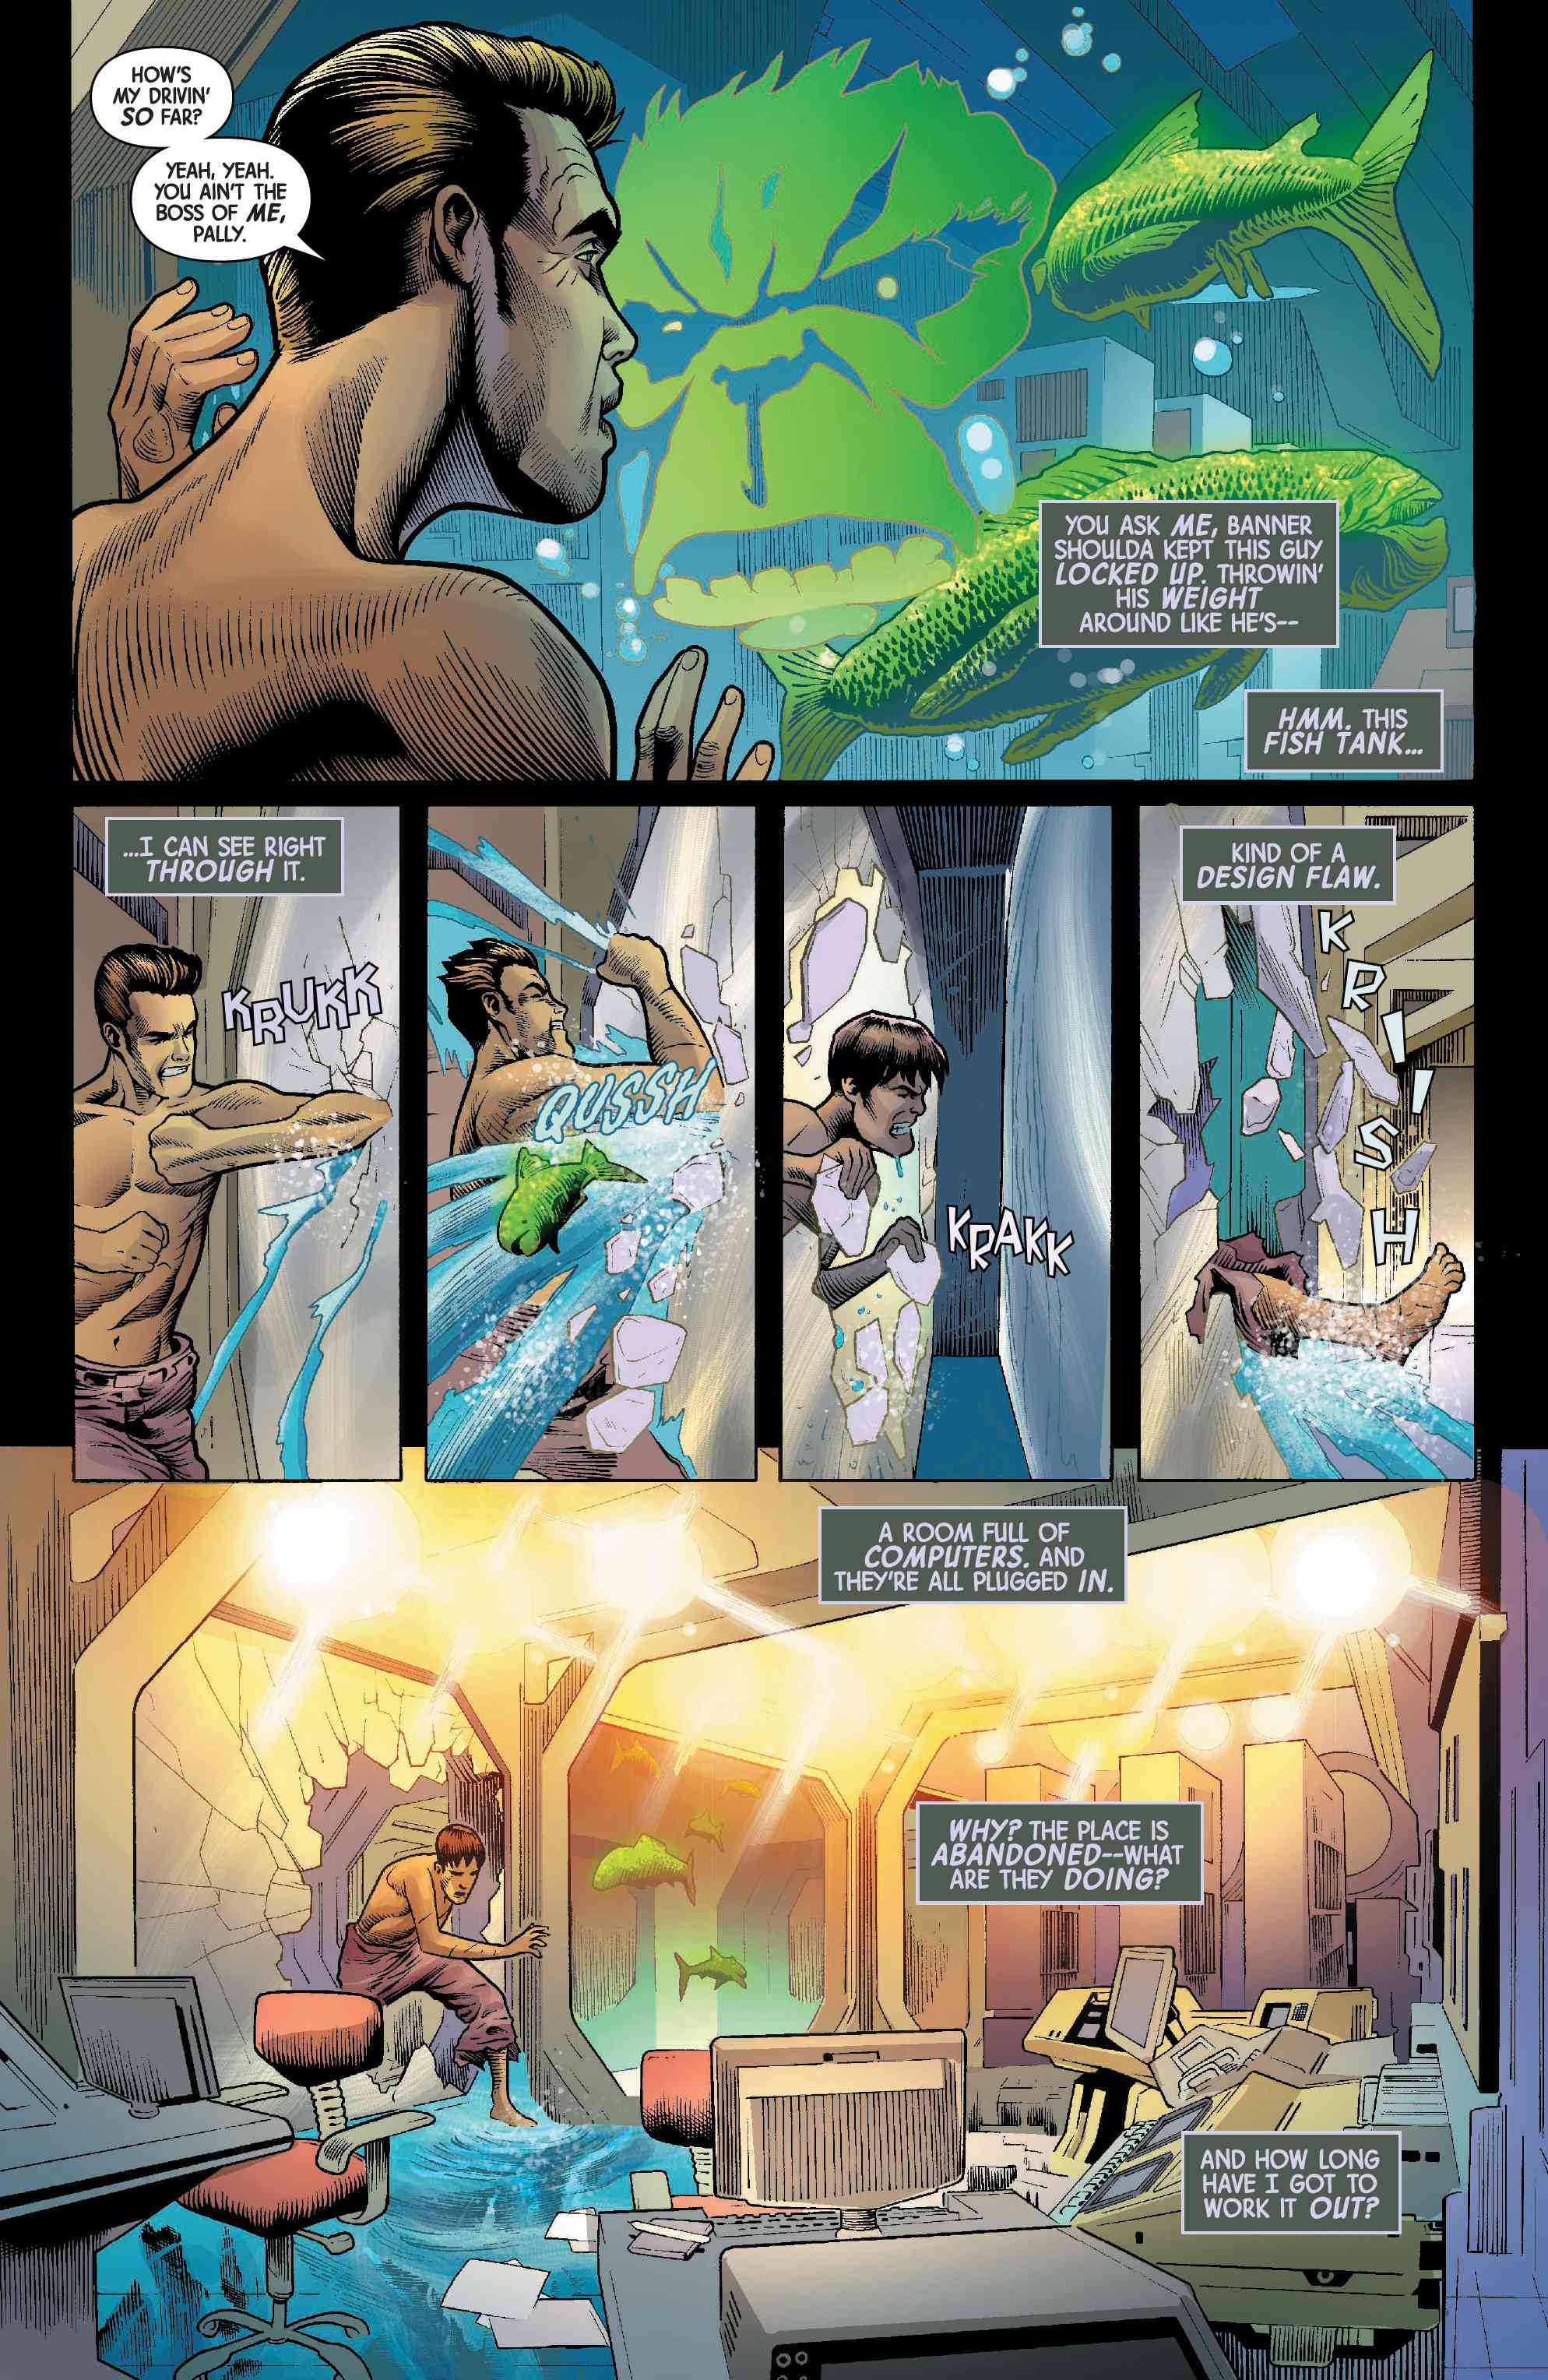 HOW'S
MY DRIVIN'
SO FAR?
YEAH, YEAH.
YOU AIN'T THE
BOSS OF ME,
PALLY.
YOU ASK ME, BANNER
SHOULDA KEPT THIS GUY
LOCKED UP. THROWIN'
HIS WEIGHT
AROUND LIKE HE'S--
HMM. THIS
FISH TANK...
...I CAN SEE RIGHT
THROUGH IT.
KRUKK
QUSSH
KRAKK
KIND OF A
DESIGN FLAW.
KRISH
A ROOM FULL OF
COMPUTERS. AND
THEY'RE ALL PLUGGED IN.
WHY? THE PLACE IS
ABANDONED--WHAT
ARE THEY DOING?
AND HOW LONG
HAVE I GOT TO
WORK IT OUT?